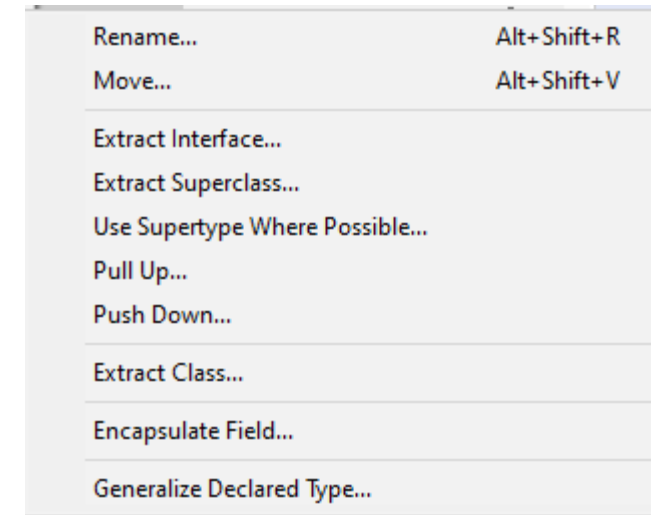 Rename... Alt+Shift+R
Move... Alt+Shift+V
Extract Interface...
Extract Superclass...
Use Supertype Where Possible...
Pull Up...
Push Down...
Extract Class...
Encapsulate Field...
Generalize Declared Type...